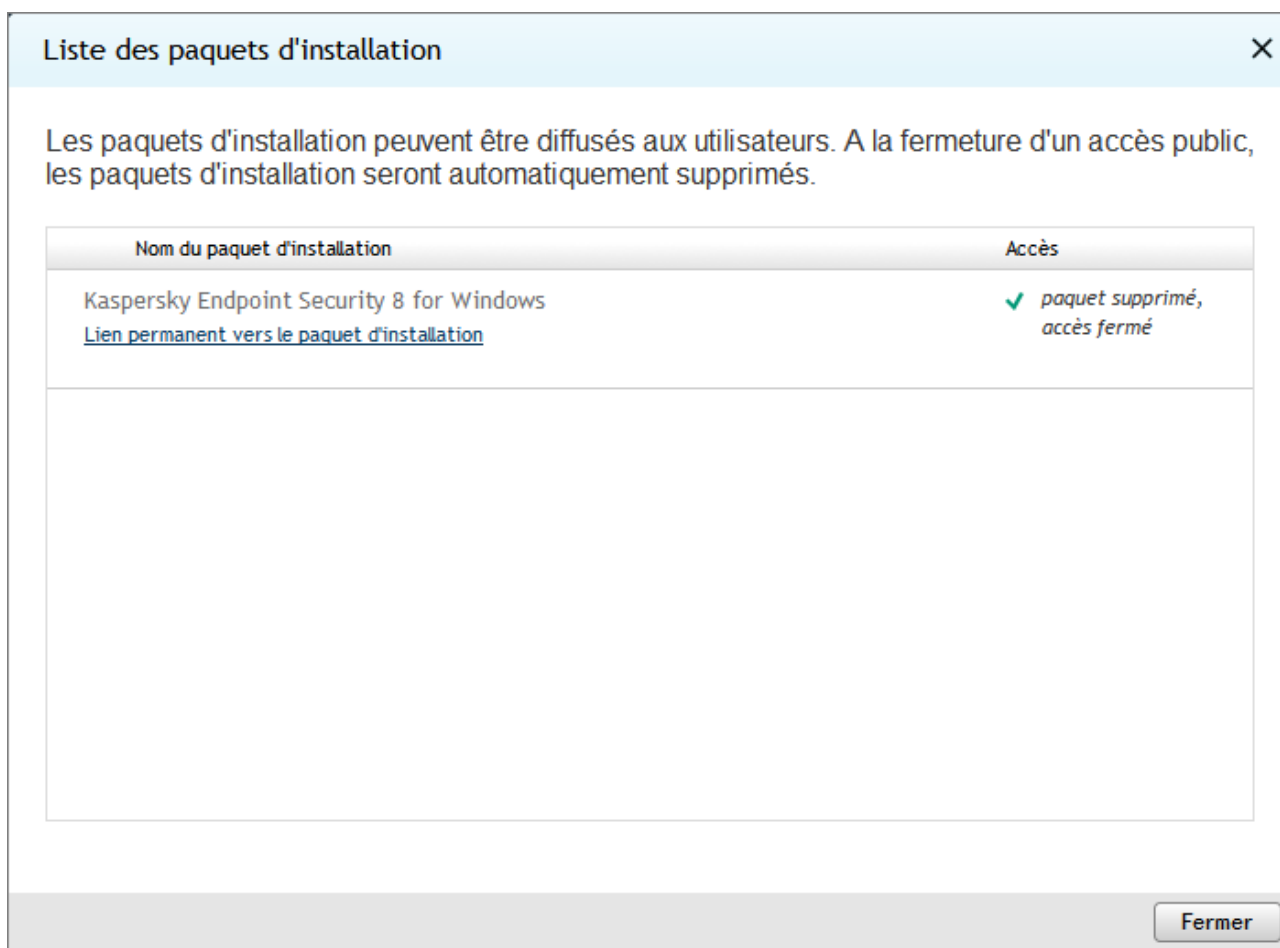 Liste des paquets d'installation
Les paquets d'installation peuvent être diffusés aux utilisateurs. A la fermeture d'un accès public,
les paquets d'installation seront automatiquement supprimés.
Nom du paquet d'installation Accès
Kaspersky Endpoint Security 8 for Windows
Lien permanent vers le paquet d'installation
paquet supprimé,
accès fermé
Fermer